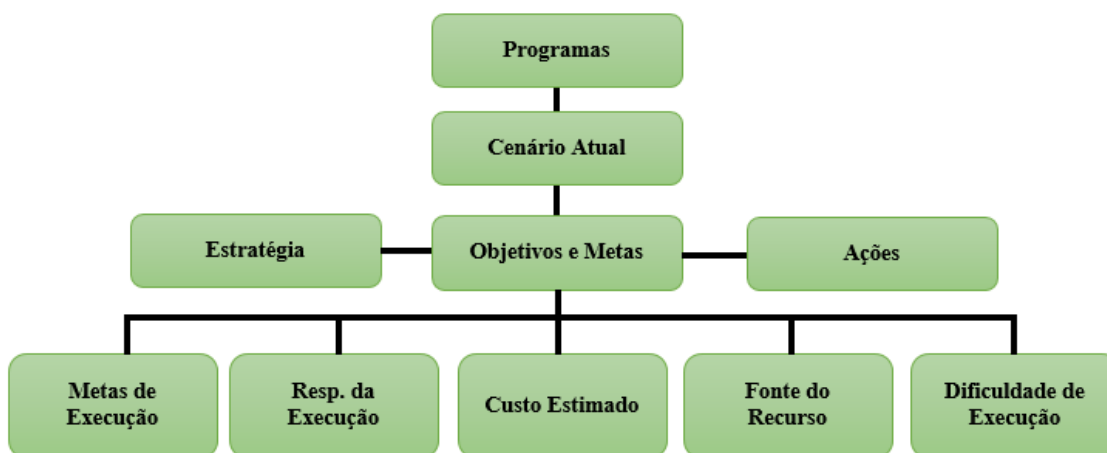 Programas
Cenário Atual
Estratégia
Objetivos e Metas
Ações
Metas de
Execução
Resp. da
Execução
Custo Estimado
Fonte do
Recurso
Dificuldade de
Execução